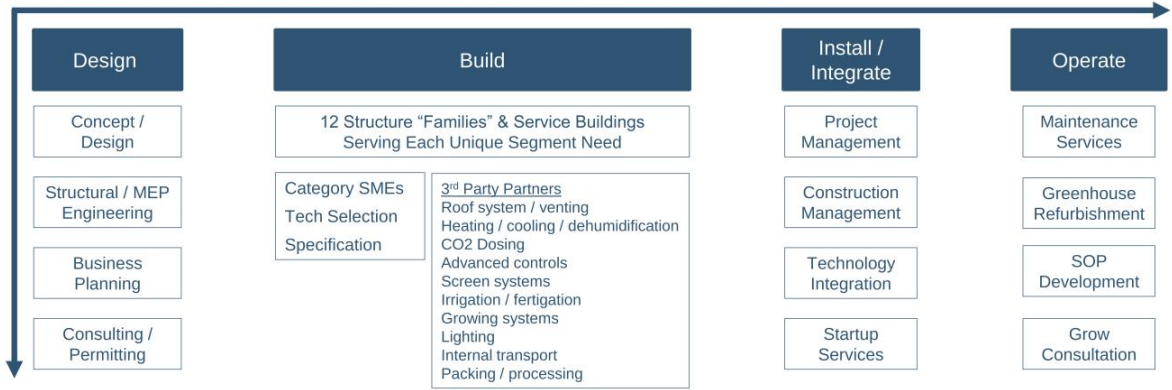 Design
Concept /
Design
Structural / MEP
Engineering
Business
Planning
Consulting /
Permitting
Build
12 Structure “Families” & Service Buildings
Serving Each Unique Segment Need
Category SMEs
Tech Selection
Specification
3rd Party Partners
Roof system / venting
Heating / cooling / dehumidification
CO2 Dosing
Advanced controls
Screen systems
Irrigation / fertigation
Growing systems
Lighting
Internal transport
Packing / processing
Install /
Integrate
Project
Management
Construction
Management
Technology
Integration
Startup
Services
Operate
Maintenance
Services
Greenhouse
Refurbishment
SOP
Development
Grow
Consultation